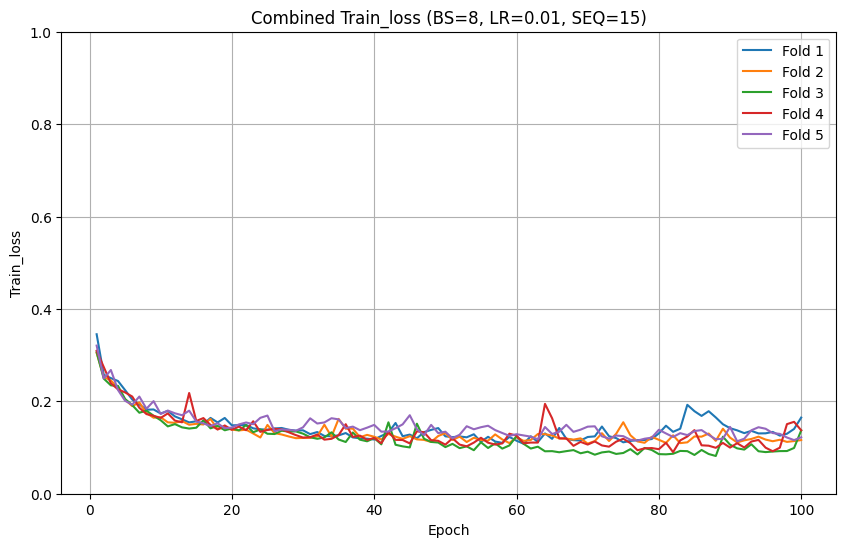 Combined Train_loss (BS=8, LR=0.01, SEQ=15)
1.0
0.8
0.6
0.4
0.2
0.0
Train_loss
Fold 1
Fold 2
Fold 3
Fold 4
Fold 5
0 20 40 60 80 100
Epoch